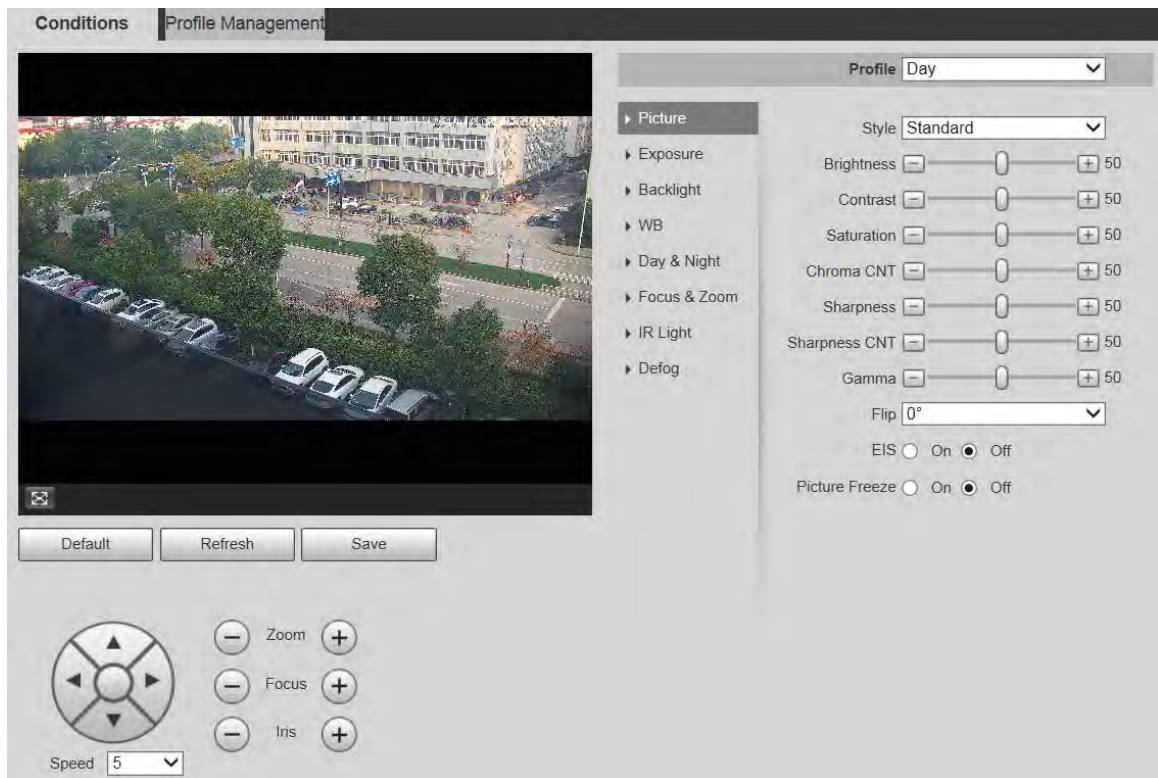 Conditions
Profile Management
Profile Day
Picture
Exposure
Backlight
WB
Day & Night
Focus & Zoom
IR Light
Defog
Style Standard
Brightness 50
Contrast 50
Saturation 50
Chroma CNT 50
Sharpness 50
Sharpness CNT 50
Gamma 50
Flip 0°
EIS On Off
Picture Freeze On Off
Default Refresh Save
Zoom
Focus
Iris
Speed 5